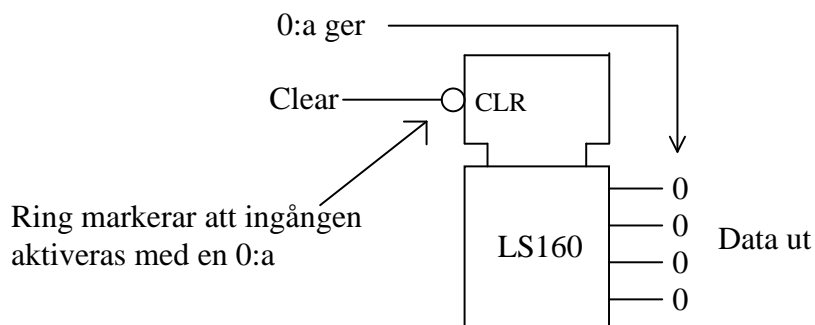 0:a ger
Clear
CLR
0
Ring markerar att ingången
0
aktiveras med en 0:a
LS160
Data ut
0
0